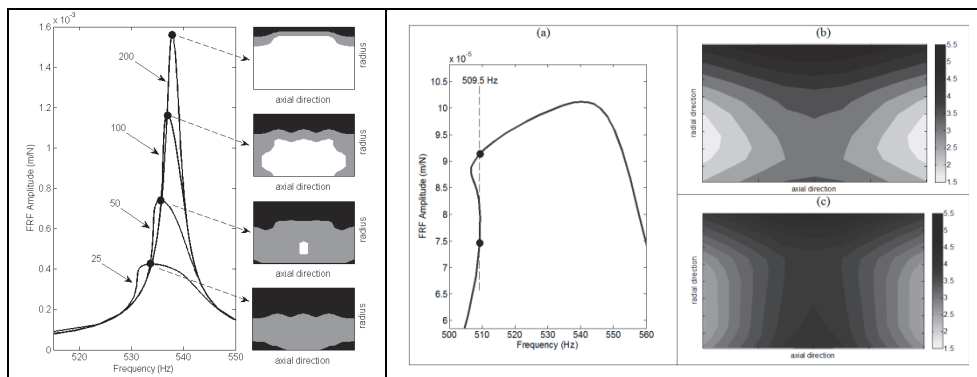 1.6 × 10⁻³
1.4
1.2
1
0.8
0.6
0.4
0.2
0
FRF Amplitude (m/N)
200
100
50
25
520 530 540 550
Frequency (Hz)
radius
axial direction
radius
axial direction
radius
axial direction
radius
axial direction
(a)
x 10⁻⁵
509.5 Hz
10.5
10
9.5
9
8.5
8
7.5
7
6.5
6
FRF Amplitude (m/N)
500 510 520 530 540 550 560
Frequency (Hz)
(b)
radial direction
axial direction
5.5
5
4.5
4
3.5
3
2.5
2
1.5
(c)
radial direction
axial direction
5.5
5
4.5
4
3.5
3
2.5
2
1.5